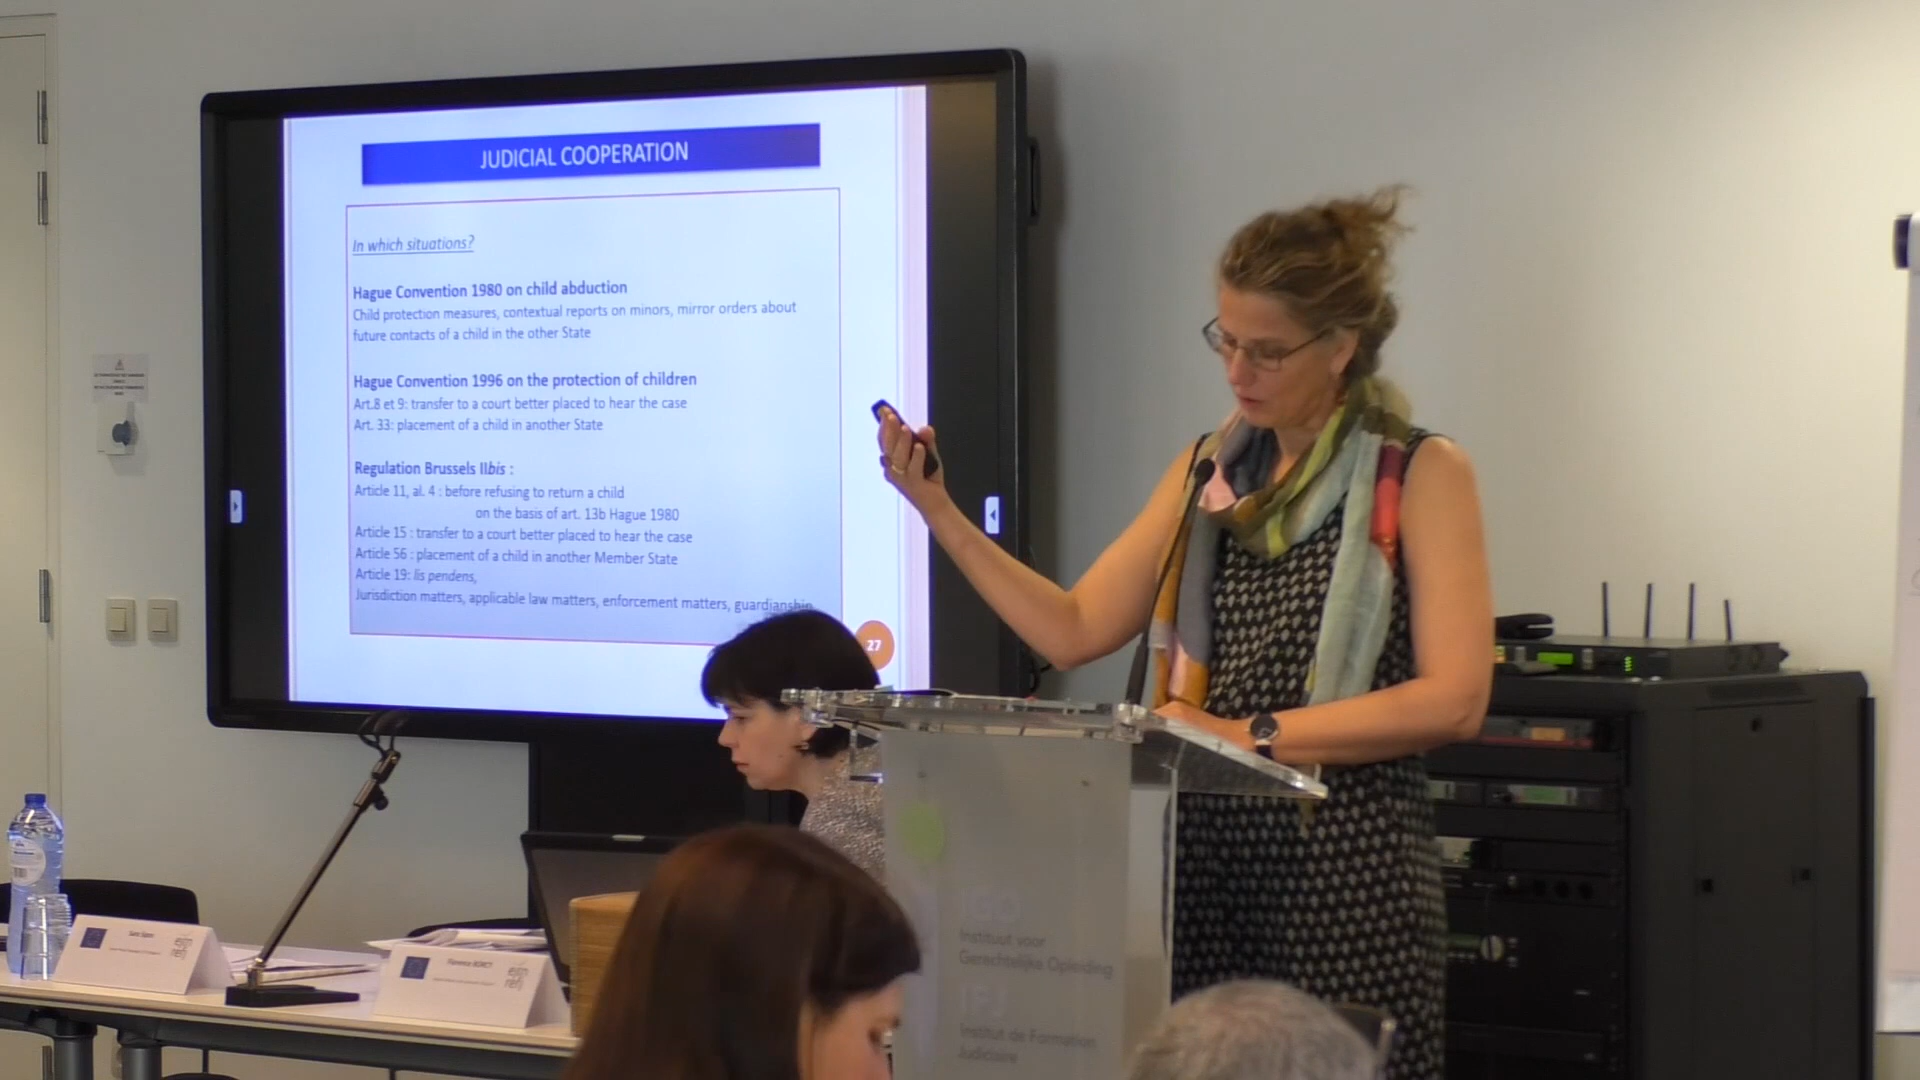 JUDICIAL COOPERATION
In which situations?
Hague Convention 1980 on child abduction
Child protection measures, contextual reports on minors, mirror orders about
future contacts of a child in the other State
Hague Convention 1996 on the protection of children
Art.8 et 9: transfer to a court better placed to hear the case
Art. 33: placement of a child in another State
Regulation Brussels IIbis :
Article 11, al. 4 : before refusing to return a child
on the basis of art. 13b Hague 1980
Article 15 : transfer to a court better placed to hear the case
Article 56 : placement of a child in another Member State
Article 19: lis pendens,
Jurisdiction matters, applicable law matters, enforcement matters, guardianship
27
IGO
Instituut voor
Gerechtelijke Opleiding
IFJ
Institut de Formation
Judiciaire